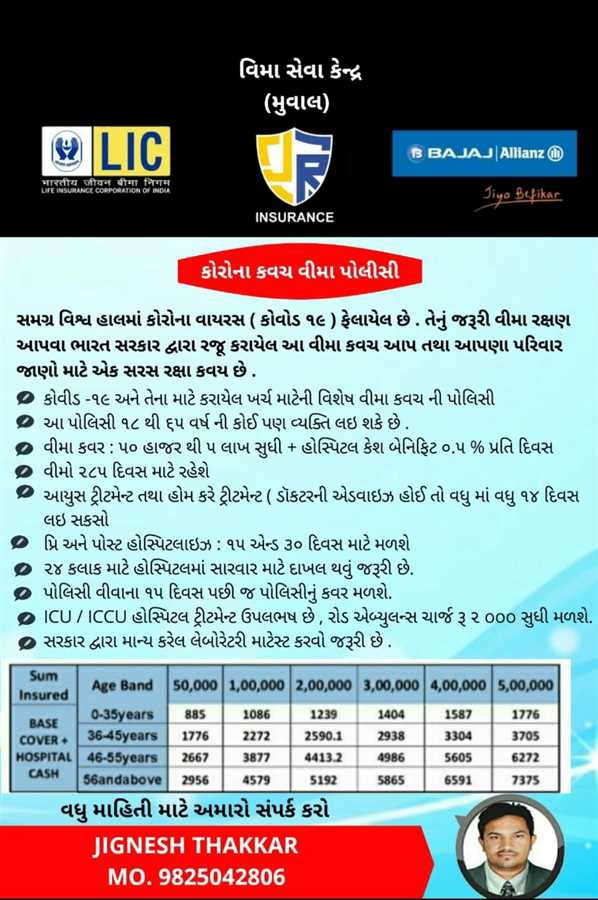 વિમા સેવા કેન્દ્ર
(મુવાલ)
LIC
भारतीय जीवन बीमा निगम
LIFE INSURANCE CORPORATION OF INDIA
JR
INSURANCE
B BAJAJ | Allianz
Jiyo Befikar
કોરોના કવચ વીમા પોલીસી
સમગ્ર વિશ્વ હાલમાં કોરોના વાયરસ ( કોવોડ ૧૯ ) ફેલાયેલ છે . તેનું જરૂરી વીમા રક્ષણ
આપવા ભારત સરકાર દ્વારા રજૂ કરાયેલ આ વીમા કવચ આપ તથા આપણા પરિવાર
જાણો માટે એક સરસ રક્ષા કવય છે .
કોવીડ -૧૯ અને તેના માટે કરાયેલ ખર્ચ માટેની વિશેષ વીમા કવચ ની પોલિસી
આ પોલિસી ૧૮ થી ૬૫ વર્ષ ની કોઈ પણ વ્યક્તિ લઇ શકે છે .
વીમા કવર : ૫૦ હાજર થી ૫ લાખ સુધી + હોસ્પિટલ કેશ બેનિફિટ ૦.૫ % પ્રતિ દિવસ
વીમો ૨૮૫ દિવસ માટે રહેશે
આયુસ ટ્રીટમેન્ટ તથા હોમ કરે ટ્રીટમેન્ટ ( ડૉકટરની એડવાઇઝ હોઈ તો વધુ માં વધુ ૧૪ દિવસ
લઇ સકસો
પ્રિ અને પોસ્ટ હોસ્પિટલાઇઝ : ૧૫ એન્ડ ૩૦ દિવસ માટે મળશે
૨૪ કલાક માટે હોસ્પિટલમાં સારવાર માટે દાખલ થવું જરૂરી છે.
પોલિસી લીવાના ૧૫ દિવસ પછી જ પોલિસીનું કવર મળશે.
ICU / ICCU હોસ્પિટલ ટ્રીટમેન્ટ ઉપલભષ છે , રોડ એબ્યુલન્સ ચાર્જ રૂ ૨ ૦૦૦ સુધી મળશે.
સરકાર દ્વારા માન્ય કરેલ લેબોરેટરી માટેસ્ટ કરવો જરૂરી છે .
Sum Insured Age Band 50,000 1,00,000 2,00,000 3,00,000 4,00,000 5,00,000
BASE COVER + HOSPITAL CASH
0-35years 885 1086 1239 1404 1587 1776
36-45years 1776 2272 2590.1 2938 3304 3705
46-55years 2667 3877 4413.2 4986 5605 6272
56andabove 2956 4579 5192 5865 6591 7375
વધુ માહિતી માટે અમારો સંપર્ક કરો
JIGNESH THAKKAR
MO. 9825042806